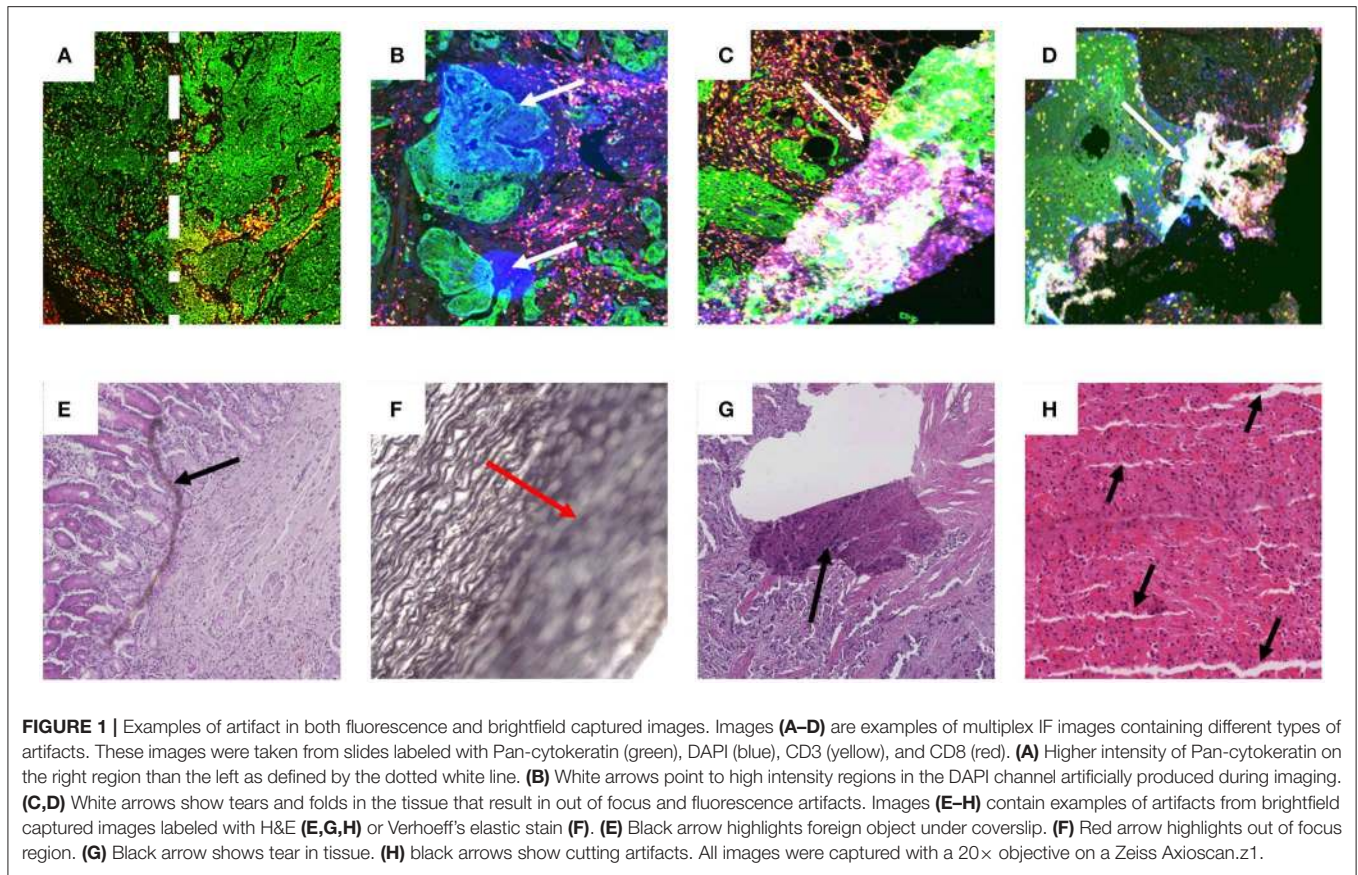 A
B
C
D
E
F
G
H
FIGURE 1 | Examples of artifact in both fluorescence and brightfield captured images. Images (A–D) are examples of multiplex IF images containing different types of
artifacts. These images were taken from slides labeled with Pan-cytokeratin (green), DAPI (blue), CD3 (yellow), and CD8 (red). (A) Higher intensity of Pan-cytokeratin on
the right region than the left as defined by the dotted white line. (B) White arrows point to high intensity regions in the DAPI channel artificially produced during imaging.
(C,D) White arrows show tears and folds in the tissue that result in out of focus and fluorescence artifacts. Images (E–H) contain examples of artifacts from brightfield
captured images labeled with H&E (E,G,H) or Verhoeff's elastic stain (F). (E) Black arrow highlights foreign object under coverslip. (F) Red arrow highlights out of focus
region. (G) Black arrow shows tear in tissue. (H) black arrows show cutting artifacts. All images were captured with a 20× objective on a Zeiss Axioscan.z1.